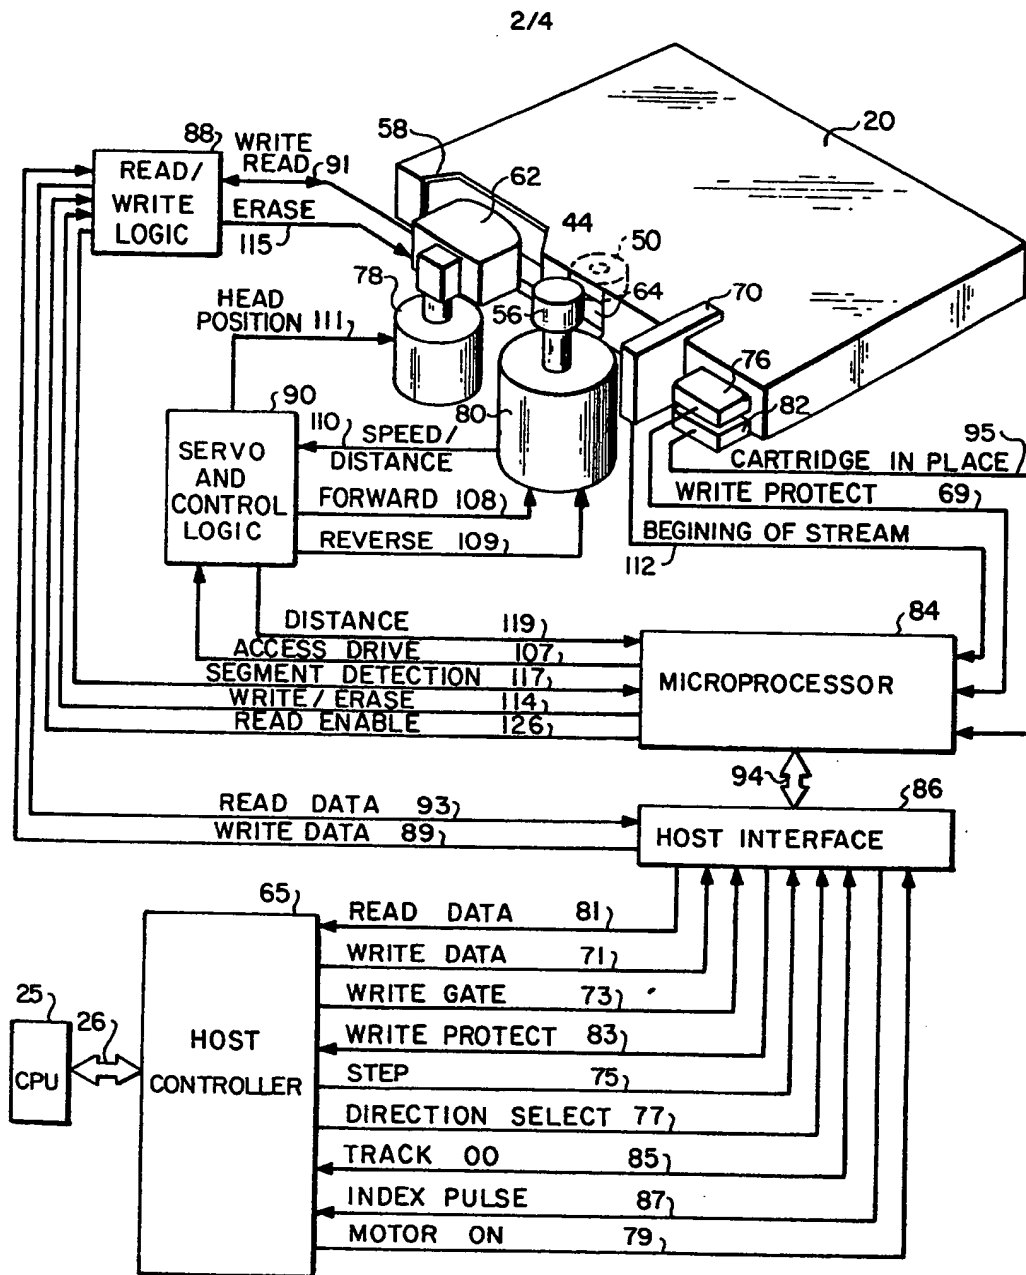 2/4
20
58
88
WRITE
READ 91
62
READ/
WRITE
LOGIC
ERASE
115
44
50
78
64
70
56
HEAD
POSITION 111
76
82
90
80
110
SPEED/
DISTANCE
95
CARTRIDGE IN PLACE
SERVO
AND
CONTROL
LOGIC
FORWARD 108
WRITE PROTECT 69
REVERSE 109
BEGINING OF STREAM
112
DISTANCE 119
84
ACCESS DRIVE 107
SEGMENT DETECTION 117
MICROPROCESSOR
WRITE/ERASE 114
READ ENABLE 126
94
86
READ DATA 93
WRITE DATA 89
HOST INTERFACE
65
READ DATA 81
WRITE DATA 71
25
26
WRITE GATE 73
HOST
CONTROLLER
WRITE PROTECT 83
CPU
STEP 75
DIRECTION SELECT 77
TRACK 00 85
INDEX PULSE 87
MOTOR ON 79